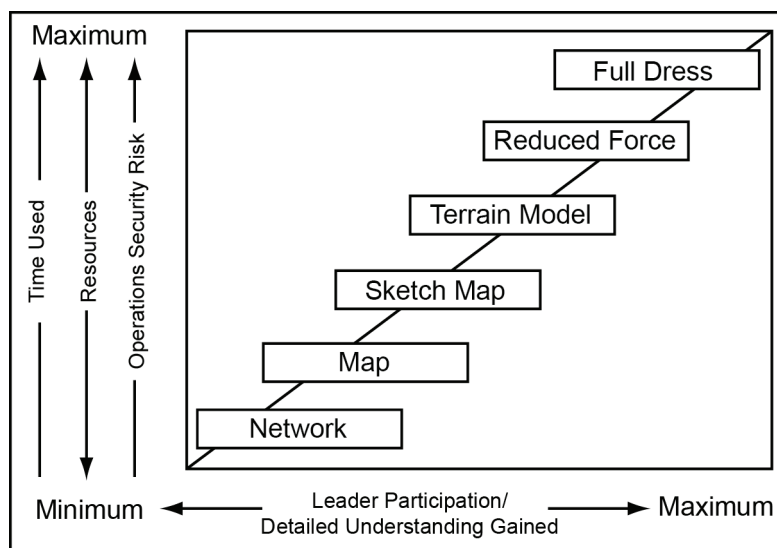 Maximum
Full Dress
Reduced Force
Terrain Model
Sketch Map
Map
Network
Time Used
Resources
Operations Security Risk
Minimum
Leader Participation/
Detailed Understanding Gained
Maximum